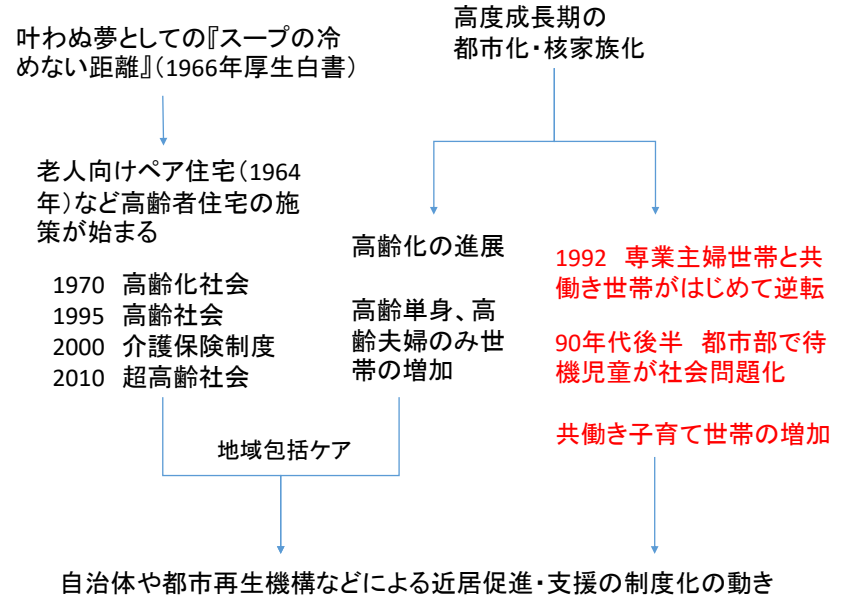 叶わぬ夢としての『スープの冷
めない距離』（1966年厚生白書）
高度成長期の
都市化・核家族化
老人向けペア住宅（1964
年）など高齢者住宅の施
策が始まる
1970 高齢化社会
1995 高齢社会
2000 介護保険制度
2010 超高齢社会
高齢化の進展
高齢単身、高
齢夫婦のみ世
帯の増加
1992 専業主婦世帯と共
働き世帯がはじめて逆転
90年代後半 都市部で待
機児童が社会問題化
共働き子育て世帯の増加
地域包括ケア
自治体や都市再生機構などによる近居促進・支援の制度化の動き